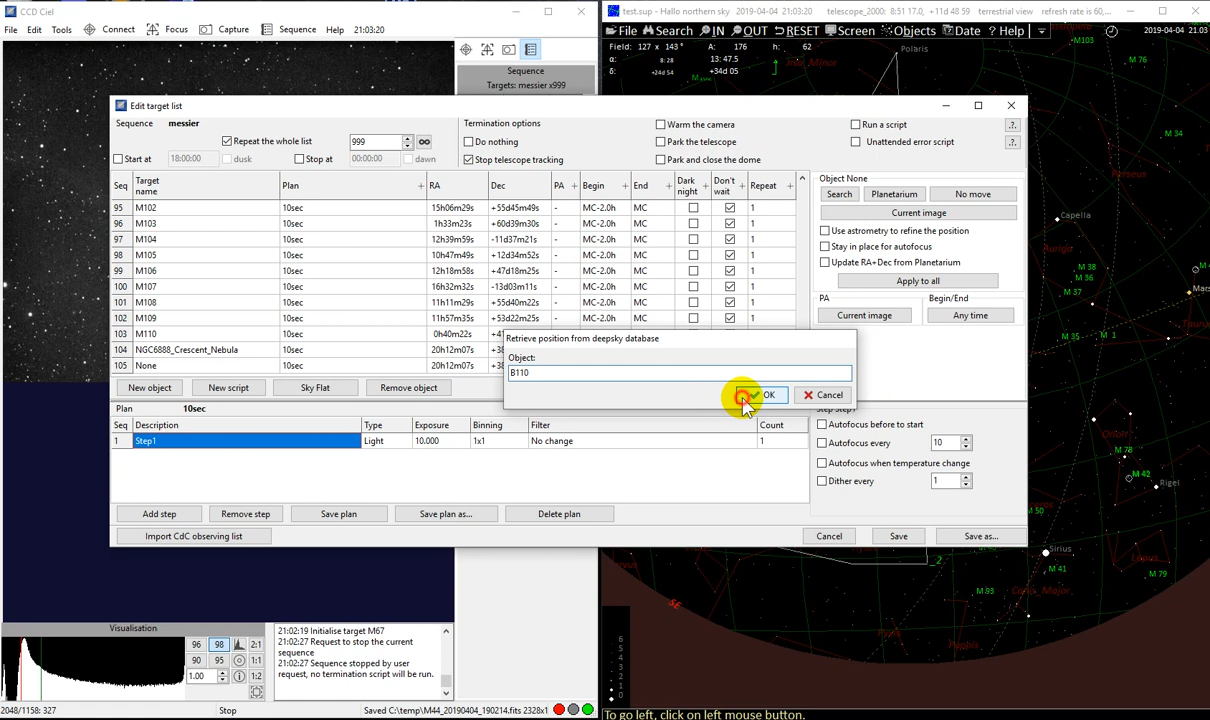 CCD Ciel
File Edit Tools Connect Focus Capture Sequence Help 21:03:20
Sequence
Targets: messier x999
test.sup - Hallo northern sky 2019-04-04 21:03:20 telescope_2000: 8:51 17.0, +11d 48 59 terrestrial view refresh rate is 60,...
File Search IN OUT RESET Screen Objects Date ? Help 2019-04-04 21:03
Field: 127 x 143° A: 176 h: 62
α: 8:28 13:47.5
δ: +24d 54 +34d 05
Polaris
M103
M 76
M 34
Perseus
Capella
Auriga
M 38
M 36
M 37
M 35
M 1
Orion
M 78
M 42
Rigel
M 50
Sirius
M 41
Lepus
M 79
M 93
Canis_Major
Puppis
SE
_2
6
5
4
3
2
1
0
To go left, click on left mouse button.
Edit target list
Sequence messier
Repeat the whole list 999
Start at 18:00:00 dusk Stop at 00:00:00 dawn
Termination options
Do nothing Warm the camera Run a script .?.
Park the telescope Unattended error script .?.
Stop telescope tracking Park and close the dome
Seq Target name Plan + RA Dec PA + Begin + End + Dark night + Don't wait + Repeat +
95 M102 10sec 15h06m29s +55d45m49s - MC-2.0h MC 1
96 M103 10sec 1h33m23s +60d39m30s - MC-2.0h MC 1
97 M104 10sec 12h39m59s -11d37m21s - MC-2.0h MC 1
98 M105 10sec 10h47m49s +12d34m52s - MC-2.0h MC 1
99 M106 10sec 12h18m58s +47d18m25s - MC-2.0h MC 1
100 M107 10sec 16h32m32s -13d03m11s - MC-2.0h MC 1
101 M108 10sec 11h11m29s +55d40m22s - MC-2.0h MC 1
102 M109 10sec 11h57m35s +53d22m25s - MC-2.0h MC 1
103 M110 10sec 0h40m22s
104 NGC6888_Crescent_Nebula 10sec 20h12m07s
105 None 10sec 20h12m07s
Object None
Search Planetarium No move
Current image
Use astrometry to refine the position
Stay in place for autofocus
Update RA+Dec from Planetarium
Apply to all
PA Begin/End
Current image Any time
Retrieve position from deepsky database
Object:
B110
OK Cancel
New object New script Sky Flat Remove object
Plan 10sec
Seq Description Type Exposure Binning Filter Count
1 Step1 Light 10.000 1x1 No change 1
Step Step1
Autofocus before to start
Autofocus every 10
Autofocus when temperature change
Dither every 1
Add step Remove step Save plan Save plan as... Delete plan
Import CdC observing list Cancel Save Save as...
Visualisation
96 98 2:1
90 95 1:1
1.00 1:2
21:02:19 Initialise target M67
21:02:27 Request to stop the current
sequence
21:02:27 Sequence stopped by user
request, no termination script will be run.
2048/1158: 327 Stop Saved C:\temp\M44_20190404_190214.fits 2328x1